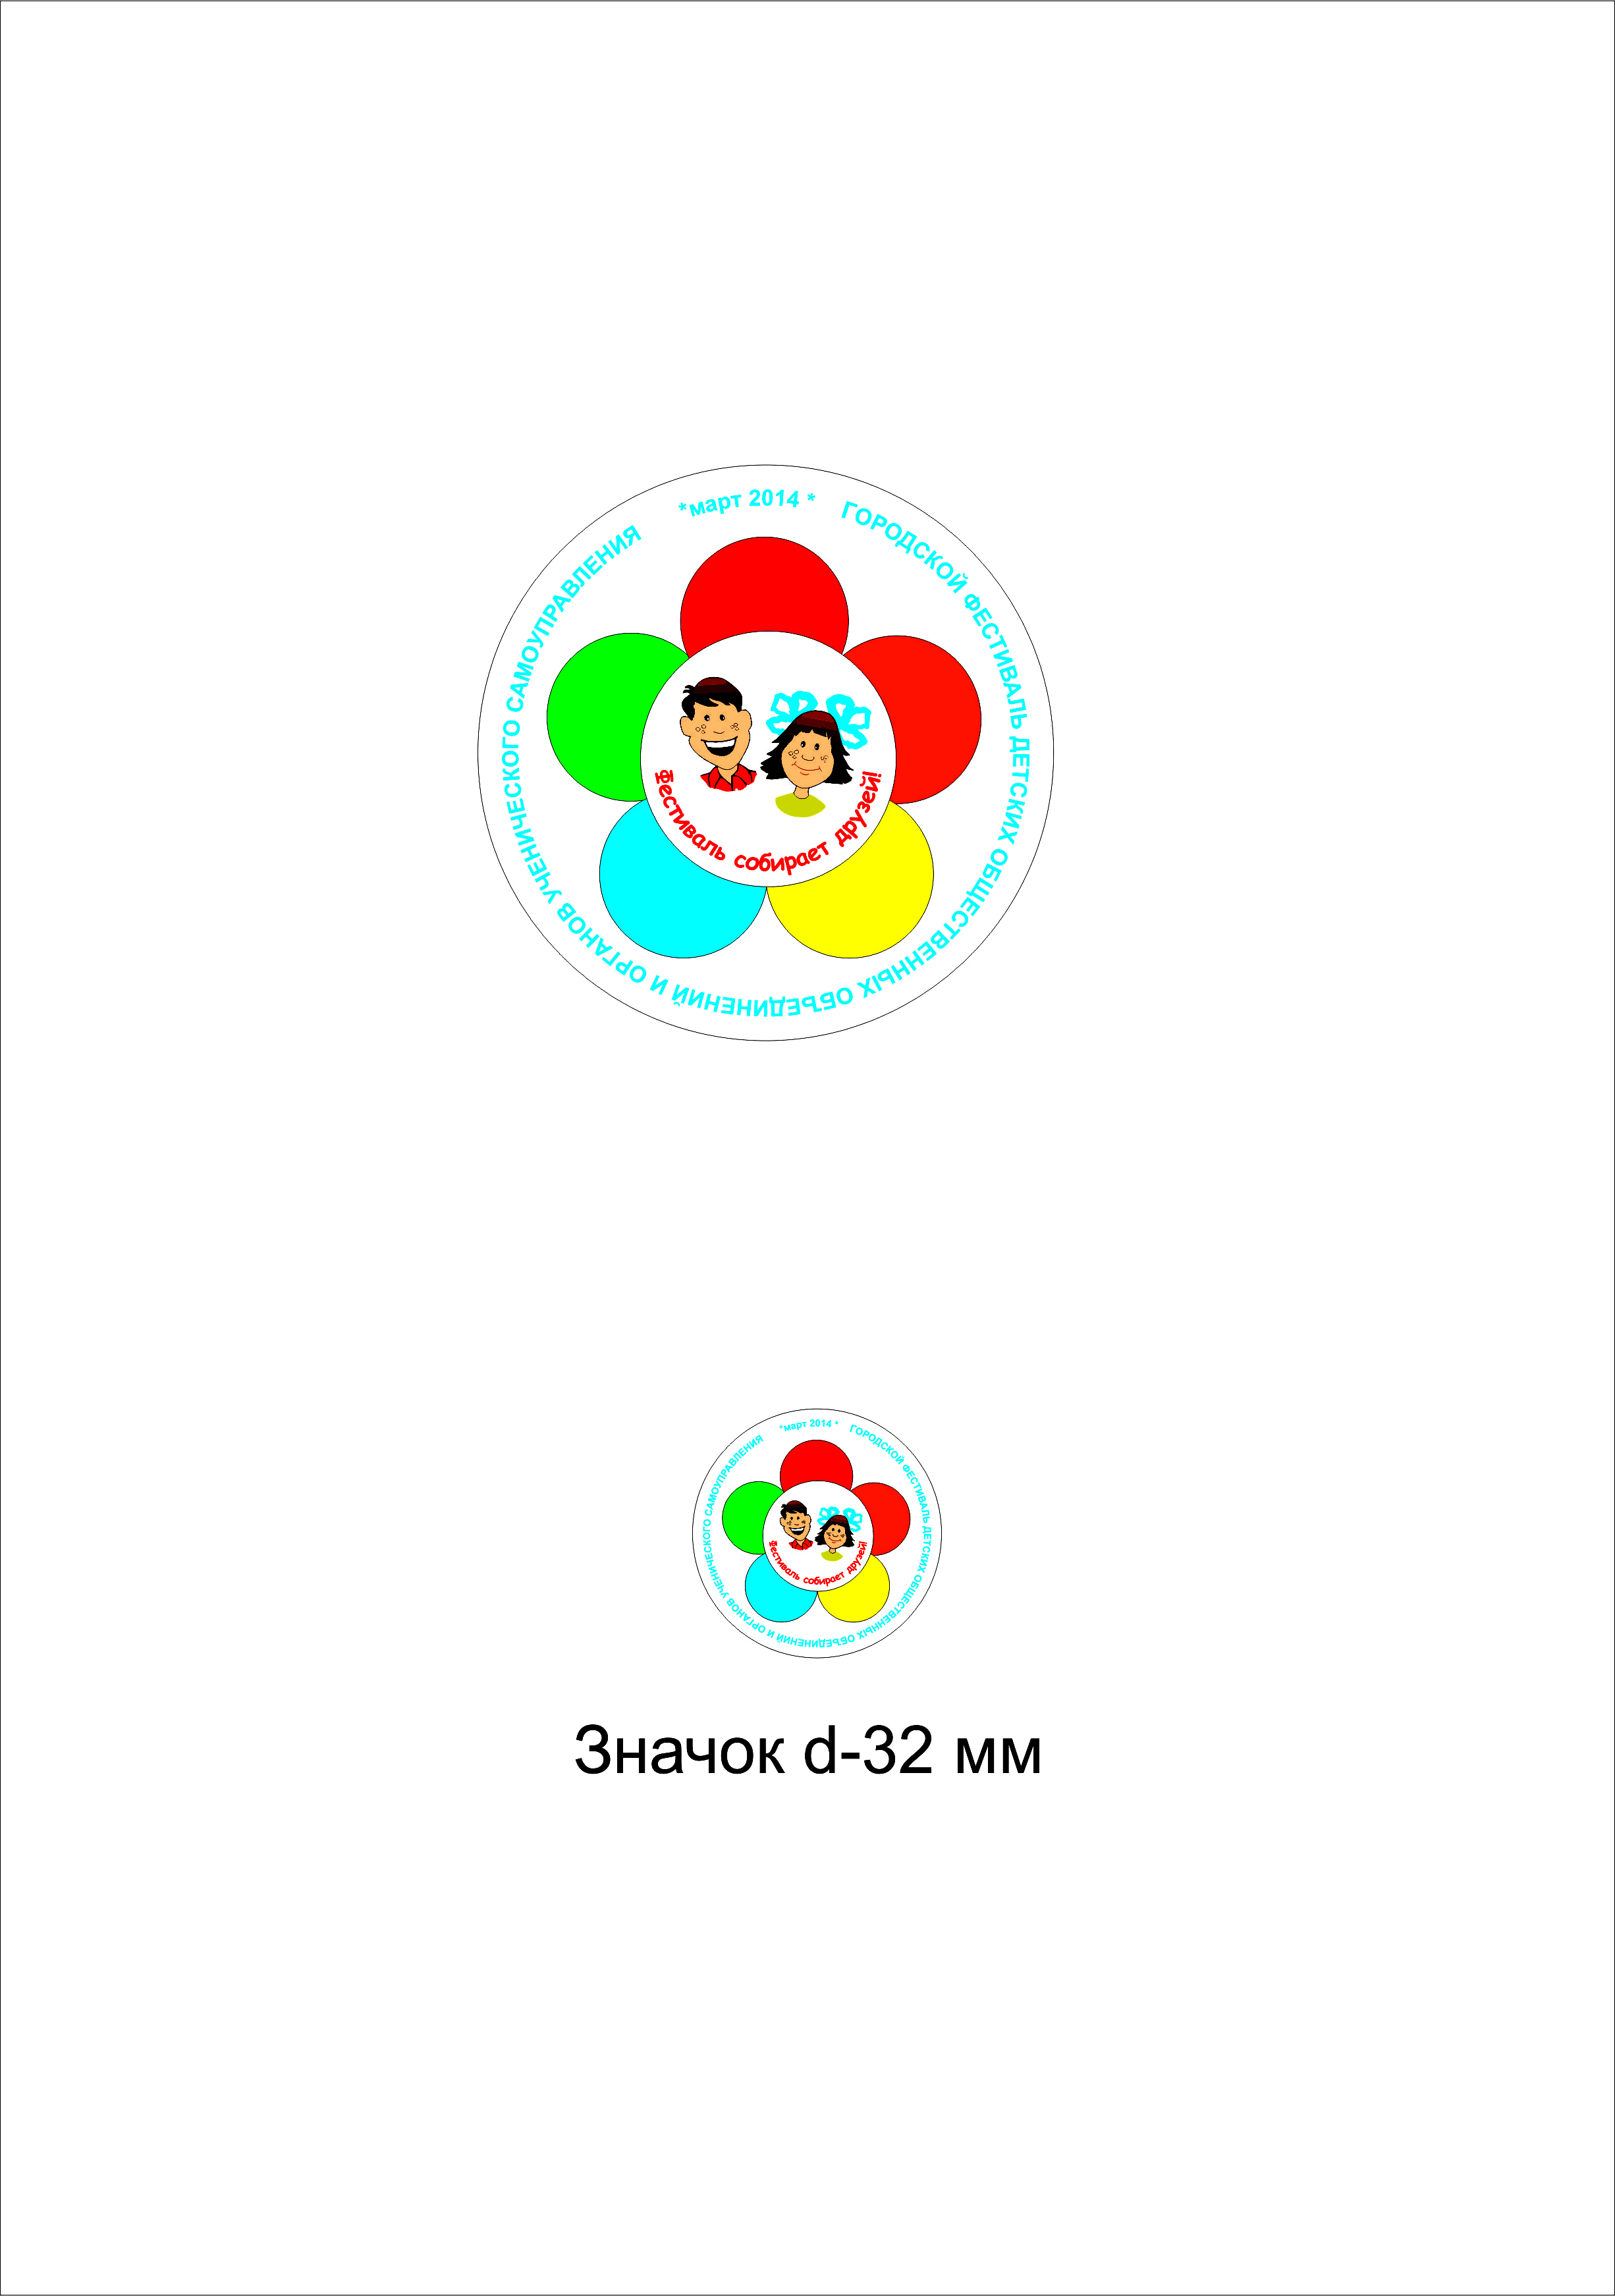 *март 2014 *
ГОРОДСКОЙ ФЕСТИВАЛЬ ДЕТСКИХ ОБЩЕСТВЕННЫХ ОБЪЕДИНЕНИЙ И ОРГАНОВ УЧЕНИЧЕСКОГО САМОУПРАВЛЕНИЯ
Фестиваль собирает друзей!
*март 2014 *
ГОРОДСКОЙ ФЕСТИВАЛЬ ДЕТСКИХ ОБЩЕСТВЕННЫХ ОБЪЕДИНЕНИЙ И ОРГАНОВ УЧЕНИЧЕСКОГО САМОУПРАВЛЕНИЯ
Фестиваль собирает друзей!
Значок d-32 мм